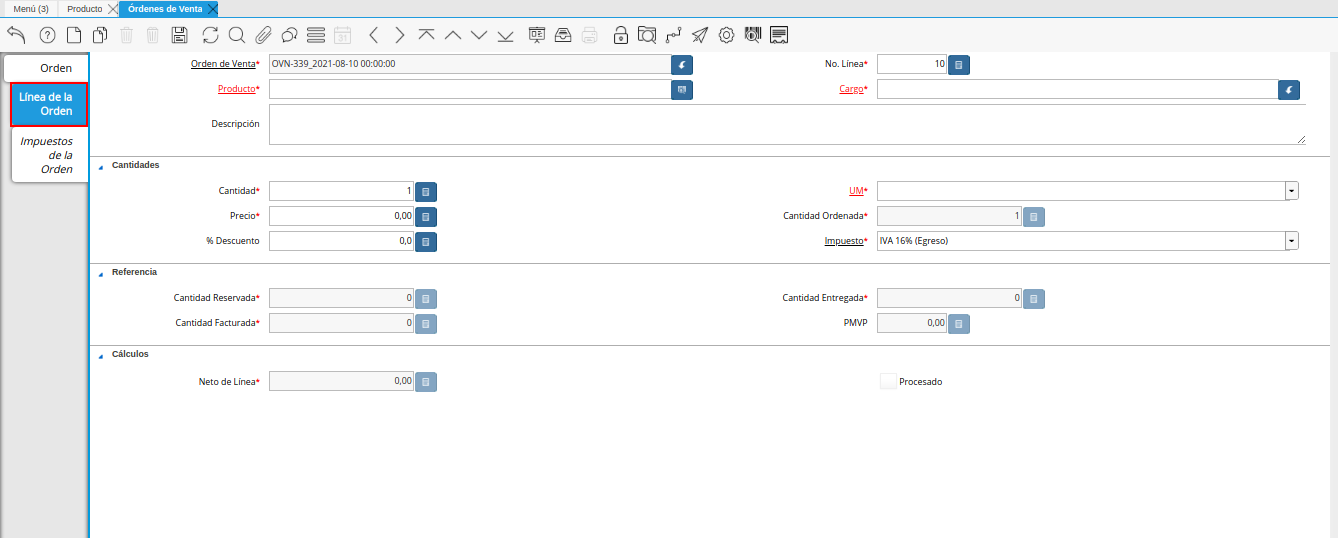 Menú (3) Producto Órdenes de Venta
31
Orden
Línea de la
Orden
Impuestos
de la
Orden
Orden de Venta* OVN-339_2021-08-10 00:00:00 No. Línea* 10
Producto* Cargo*
Descripción
Cantidades
Cantidad* 1 UM*
Precio* 0,00 Cantidad Ordenada* 1
% Descuento 0,0 Impuesto* IVA 16% (Egreso)
Referencia
Cantidad Reservada* 0 Cantidad Entregada* 0
Cantidad Facturada* 0 PMVP 0,00
Cálculos
Neto de Línea* 0,00 Procesado